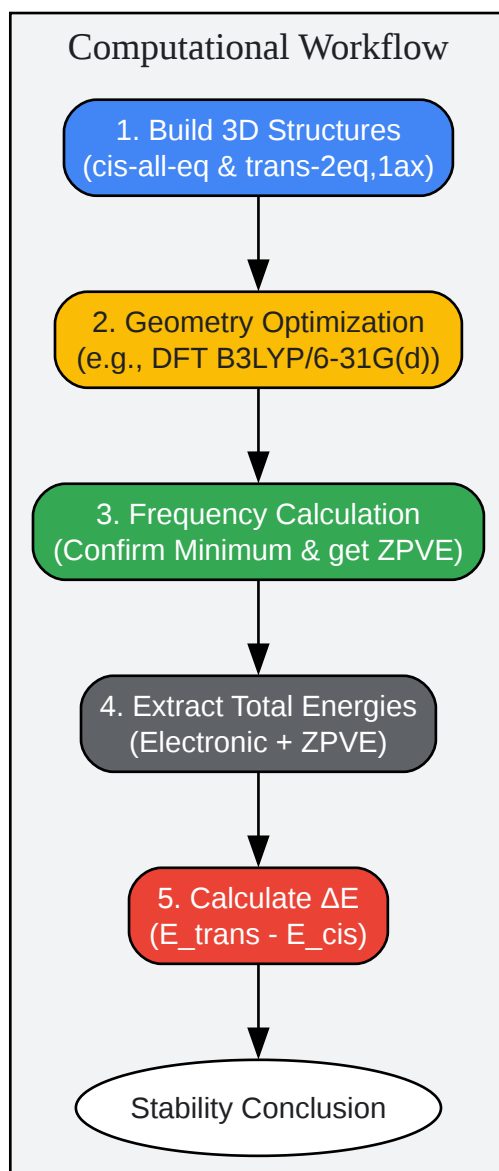 Computational Workflow
1. Build 3D Structures
(cis-all-eq & trans-2eq,1ax)
2. Geometry Optimization
(e.g., DFT B3LYP/6-31G(d))
3. Frequency Calculation
(Confirm Minimum & get ZPVE)
4. Extract Total Energies
(Electronic + ZPVE)
5. Calculate ΔE
(E_trans - E_cis)
Stability Conclusion